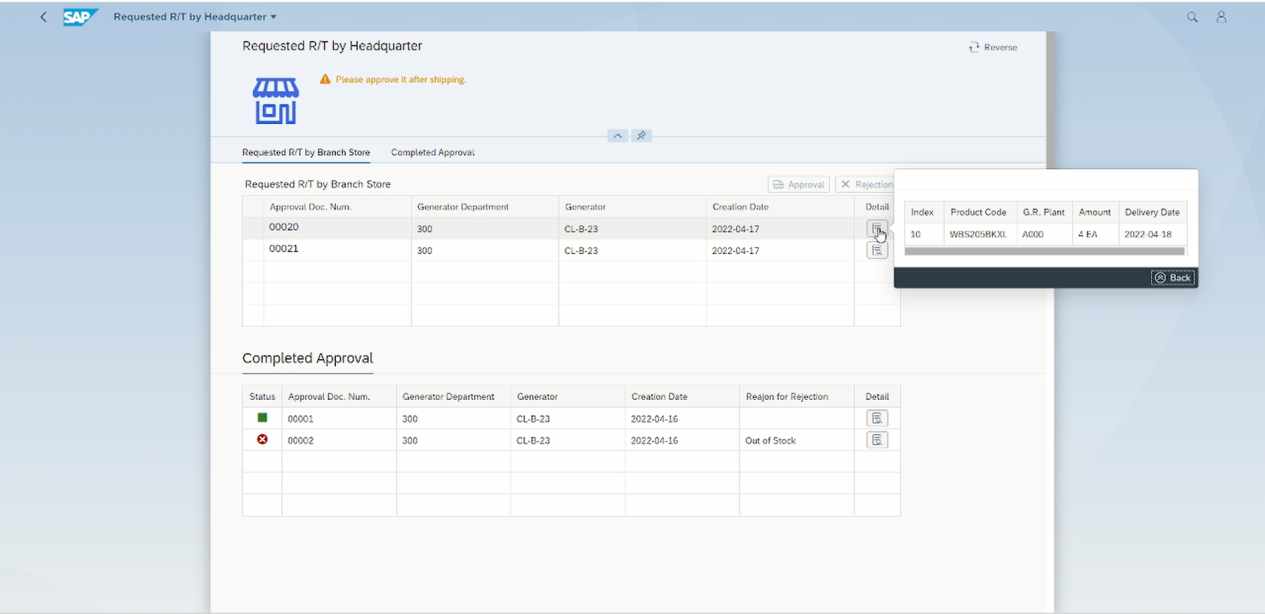 SAP Requested R/T by Headquarter
Requested R/T by Headquarter
Reverse
Please approve it after shipping.
Requested R/T by Branch Store Completed Approval
Requested R/T by Branch Store
Approval Rejection
Approval Doc. Num. Generator Department Generator Creation Date Detail
00020 300 CL-B-23 2022-04-17
00021 300 CL-B-23 2022-04-17
Index Product Code G.R. Plant Amount Delivery Date
10 WBS205BKXL A000 4 EA 2022-04-18
Back
Completed Approval
Status Approval Doc. Num. Generator Department Generator Creation Date Reajon for Rejection Detail
00001 300 CL-B-23 2022-04-16
00002 300 CL-B-23 2022-04-16 Out of Stock